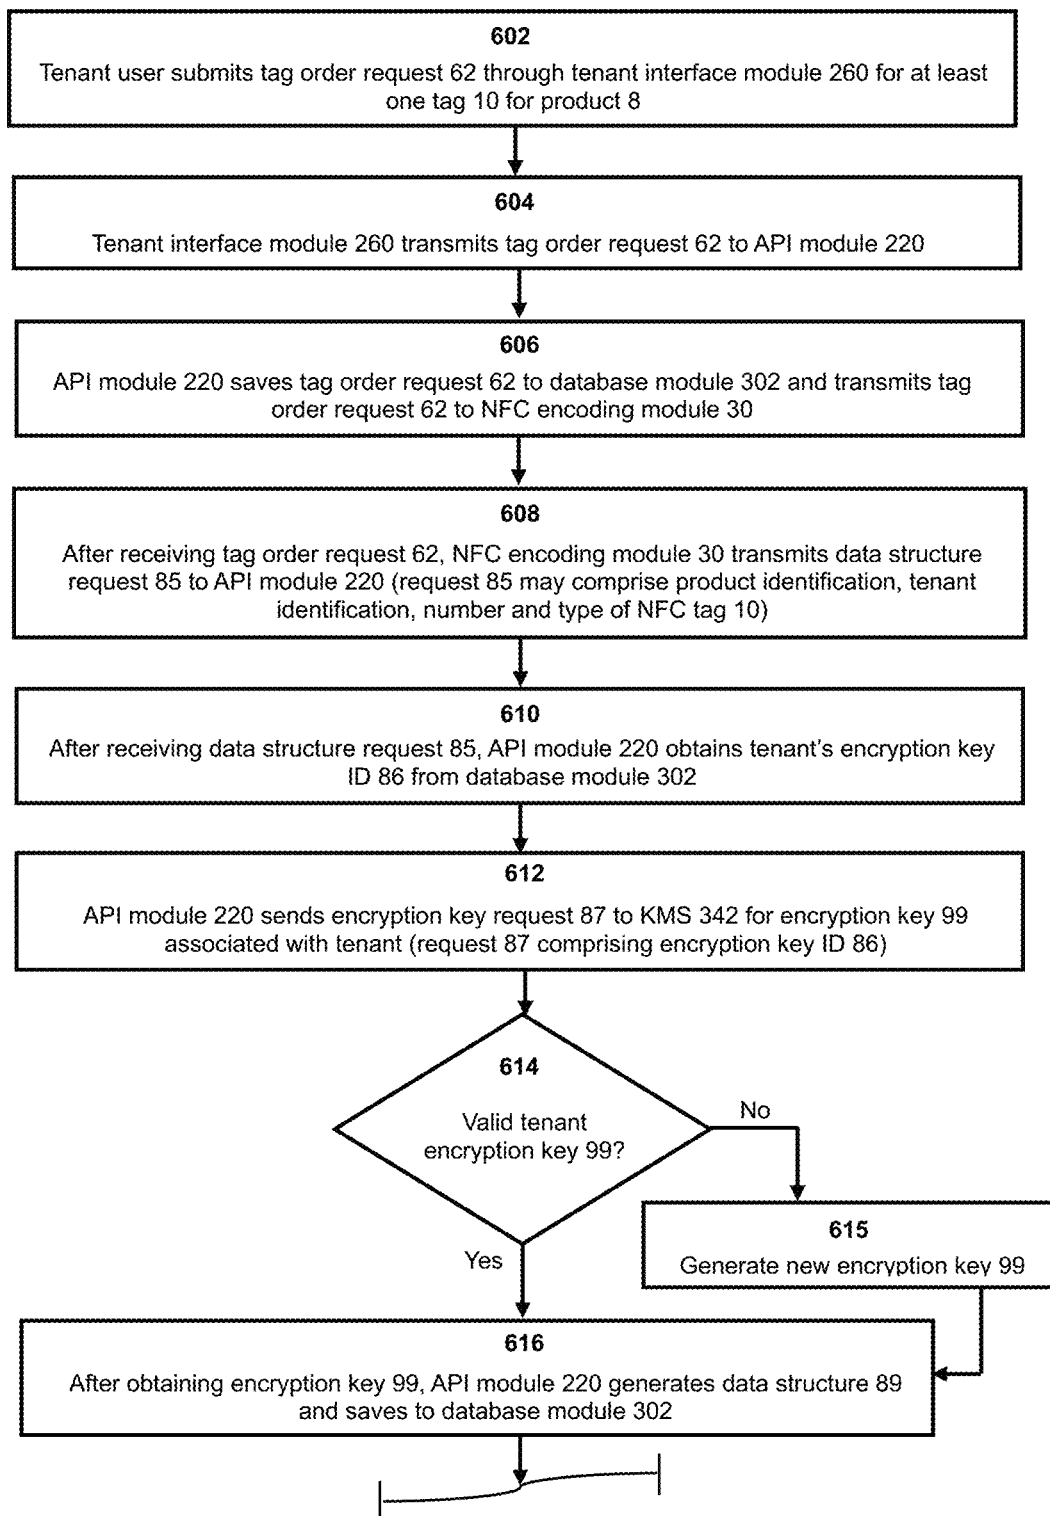 602
Tenant user submits tag order request 62 through tenant interface module 260 for at least
one tag 10 for product 8
604
Tenant interface module 260 transmits tag order request 62 to API module 220
606
API module 220 saves tag order request 62 to database module 302 and transmits tag
order request 62 to NFC encoding module 30
608
After receiving tag order request 62, NFC encoding module 30 transmits data structure
request 85 to API module 220 (request 85 may comprise product identification, tenant
identification, number and type of NFC tag 10)
610
After receiving data structure request 85, API module 220 obtains tenant's encryption key
ID 86 from database module 302
612
API module 220 sends encryption key request 87 to KMS 342 for encryption key 99
associated with tenant (request 87 comprising encryption key ID 86)
614
Valid tenant
encryption key 99?
No
615
Generate new encryption key 99
Yes
616
After obtaining encryption key 99, API module 220 generates data structure 89
and saves to database module 302